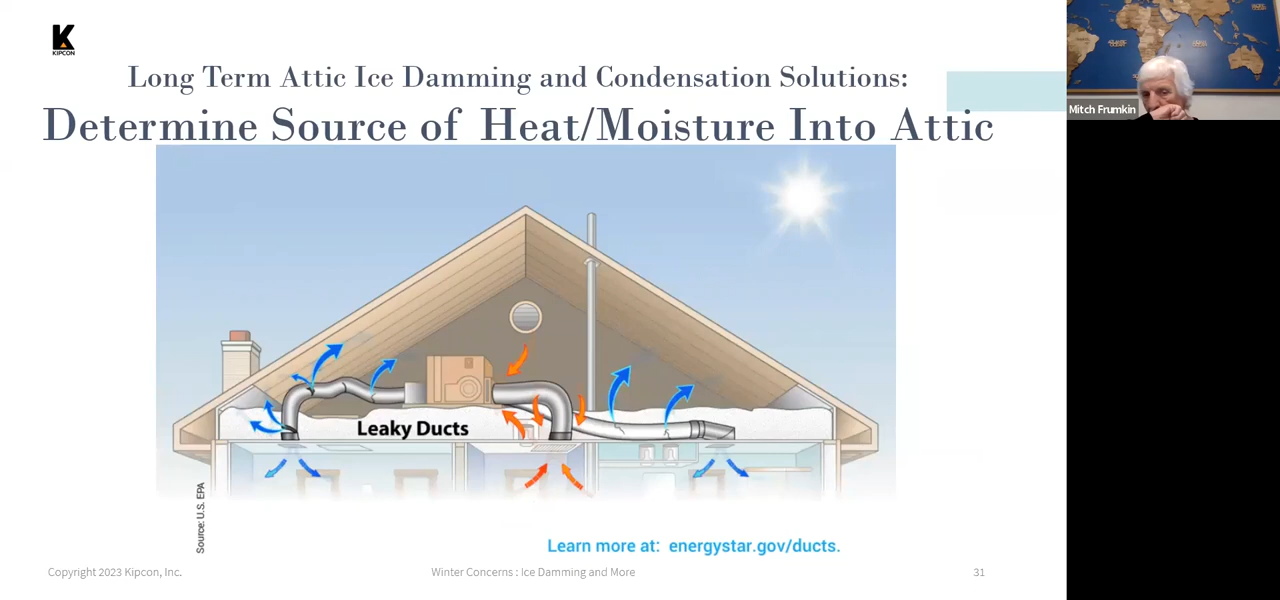 KIPCON
Long Term Attic Ice Damming and Condensation Solutions:
Determine Source of Heat/Moisture Into Attic
Mitch Frumkin
Leaky Ducts
Source: U.S. EPA
Learn more at: energystar.gov/ducts.
Copyright 2023 Kipcon, Inc.
Winter Concerns : Ice Damming and More
31